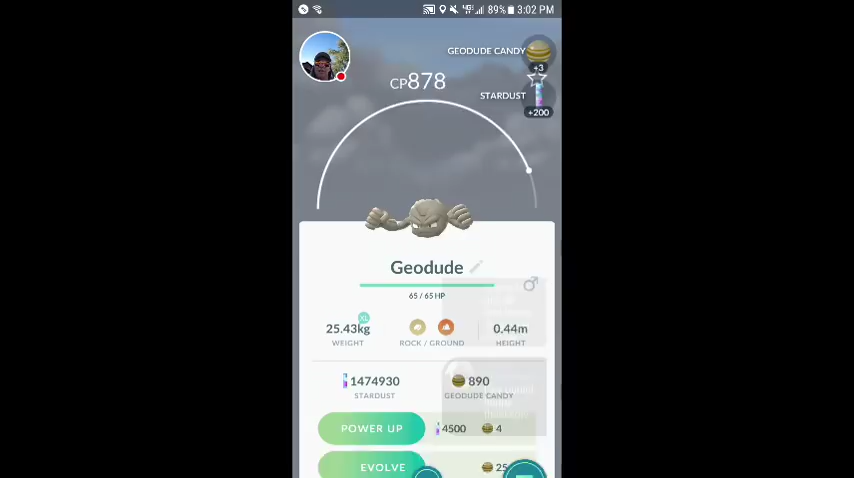 89% 3:02 PM
GEODUDE CANDY
+3
CP878
STARDUST
+200
Geodude
65 / 65 HP
XL
25.43kg
0.44m
WEIGHT
ROCK / GROUND
HEIGHT
1474930
890
STARDUST
GEODUDE CANDY
POWER UP
4500
4
EVOLVE
25